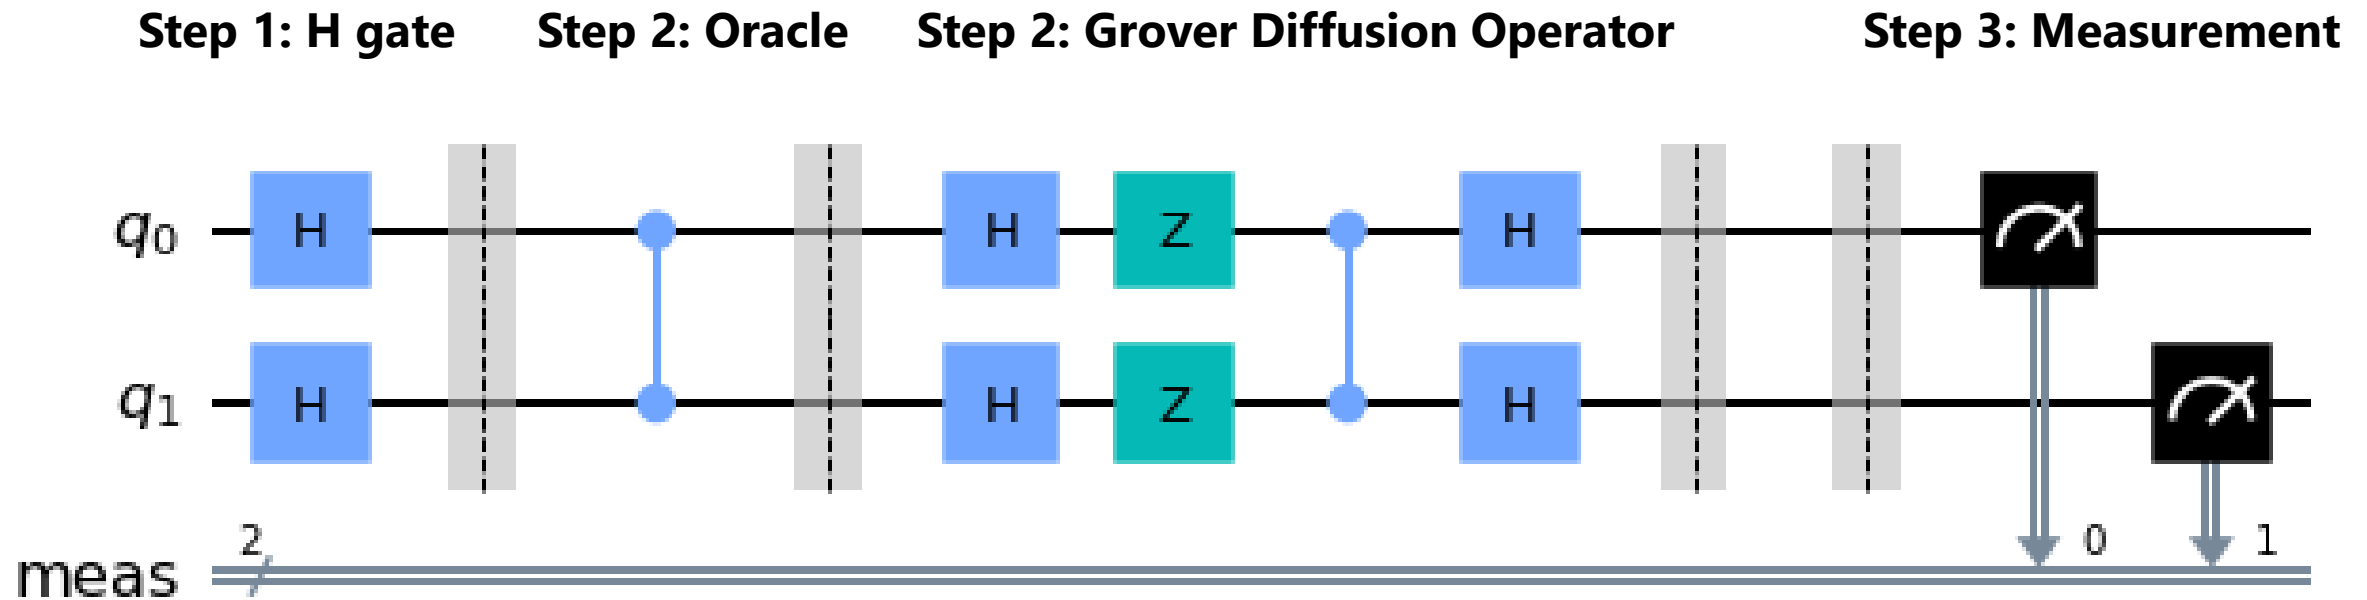 Step 1: H gate Step 2: Oracle Step 2: Grover Diffusion Operator Step 3: Measurement
q0 H H Z H
q1 H H Z H
2 0 1
meas